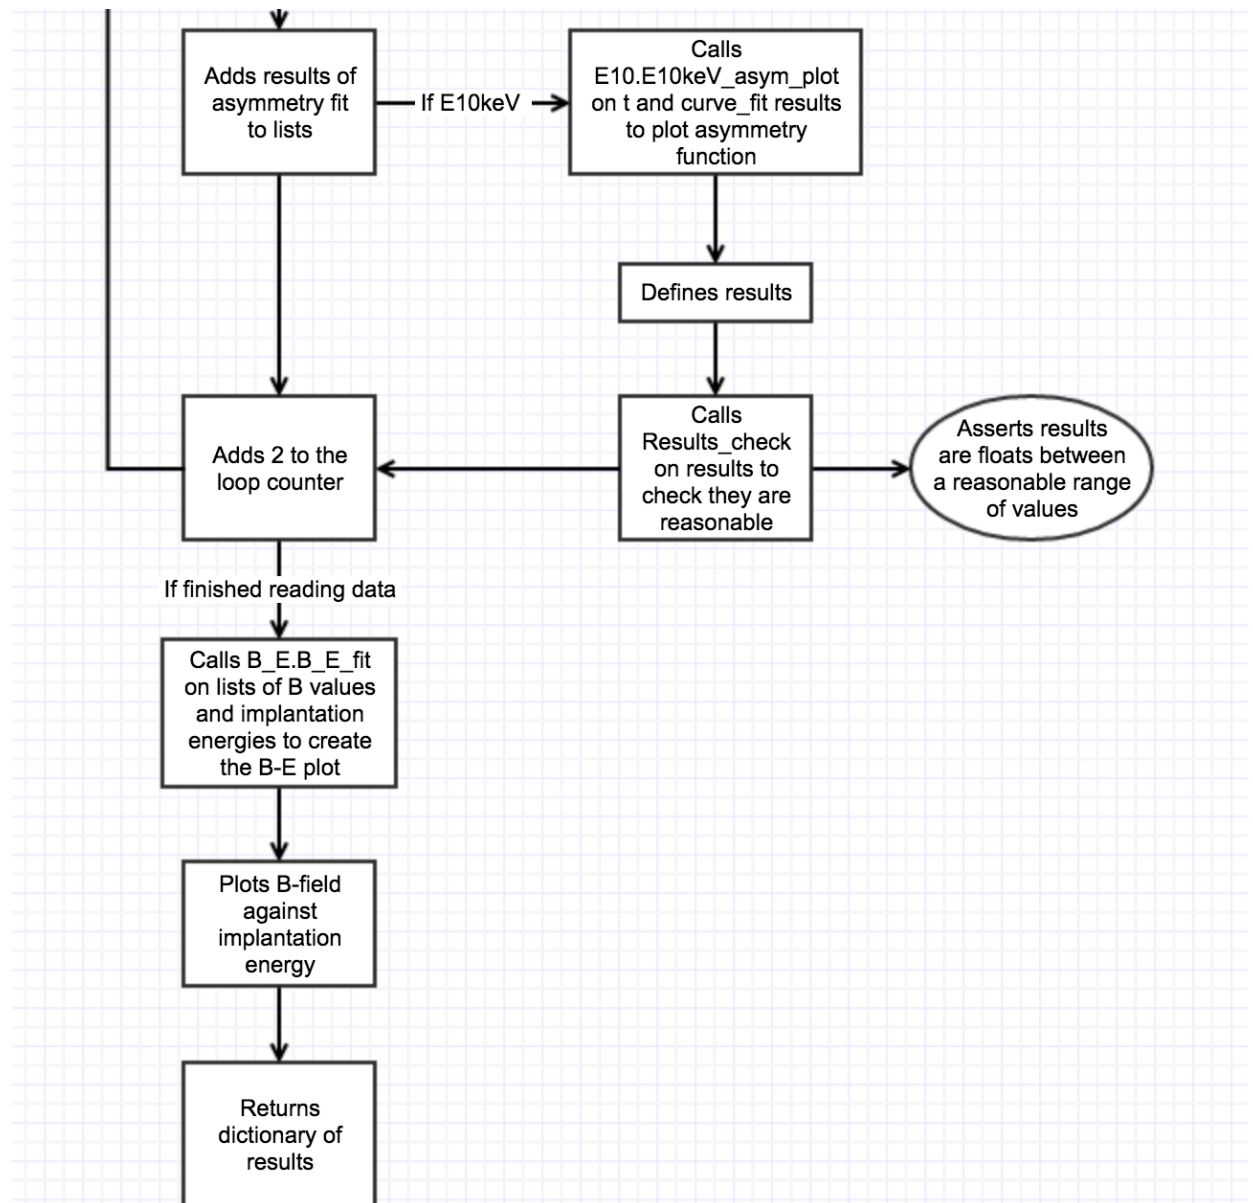 Adds results of
asymmetry fit
to lists
If E10keV
Calls
E10.E10keV_asym_plot
on t and curve_fit results
to plot asymmetry
function
Defines results
Adds 2 to the
loop counter
Calls
Results_check
on results to
check they are
reasonable
Asserts results
are floats between
a reasonable range
of values
If finished reading data
Calls B_E.B_E_fit
on lists of B values
and implantation
energies to create
the B-E plot
Plots B-field
against
implantation
energy
Returns
dictionary of
results